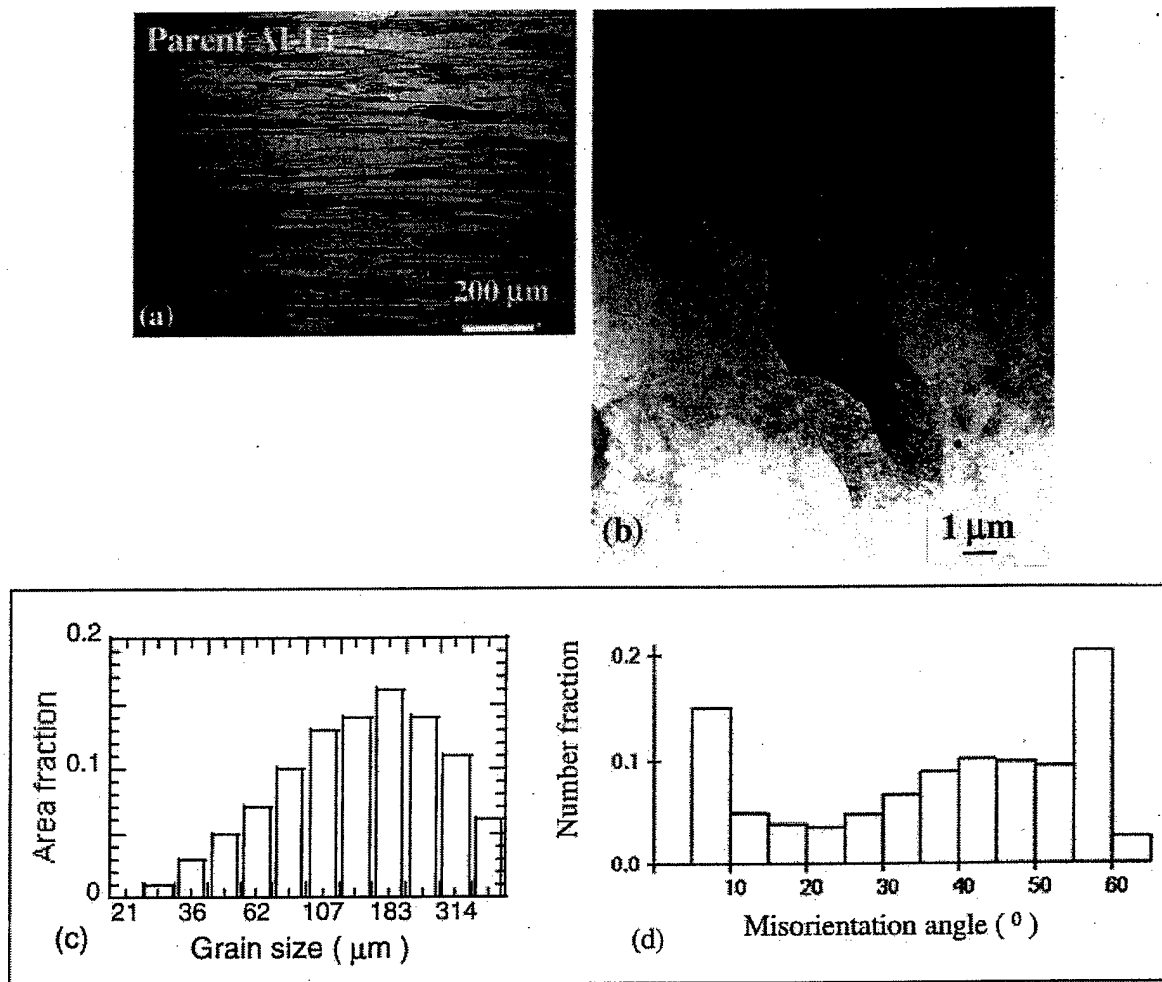 Parent Al-Li
200 µm
(a)
(b)
1 µm
0.2
0.1
0
Area fraction
21 36 62 107 183 314
Grain size ( µm )
(c)
0.2
0.1
0.0
Number fraction
10 20 30 40 50 60
Misorientation angle ( ⁰ )
(d)